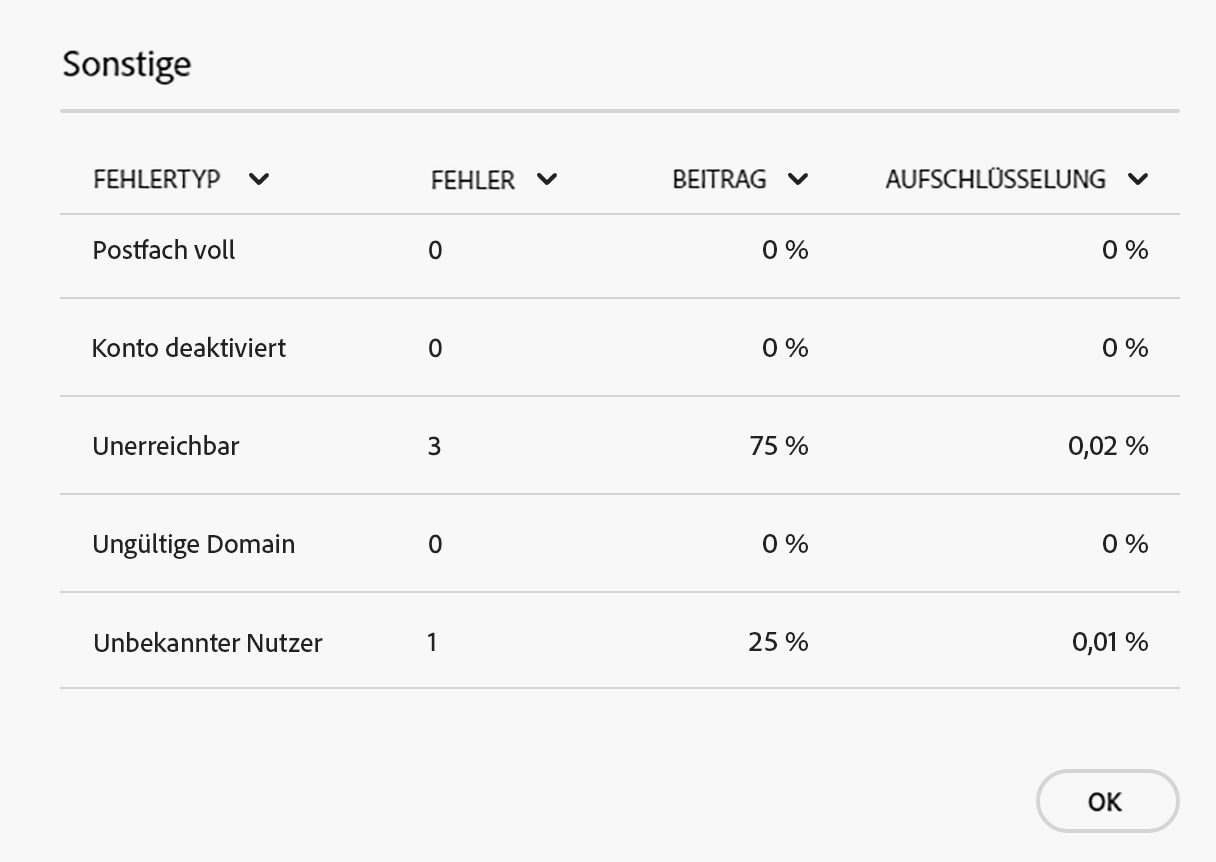 Sonstige
FEHLERTYP FEHLER BEITRAG AUFSCHLÜSSELUNG
Postfach voll 0 0 % 0 %
Konto deaktiviert 0 0 % 0 %
Unerreichbar 3 75 % 0,02 %
Ungültige Domain 0 0 % 0 %
Unbekannter Nutzer 1 25 % 0,01 %
OK